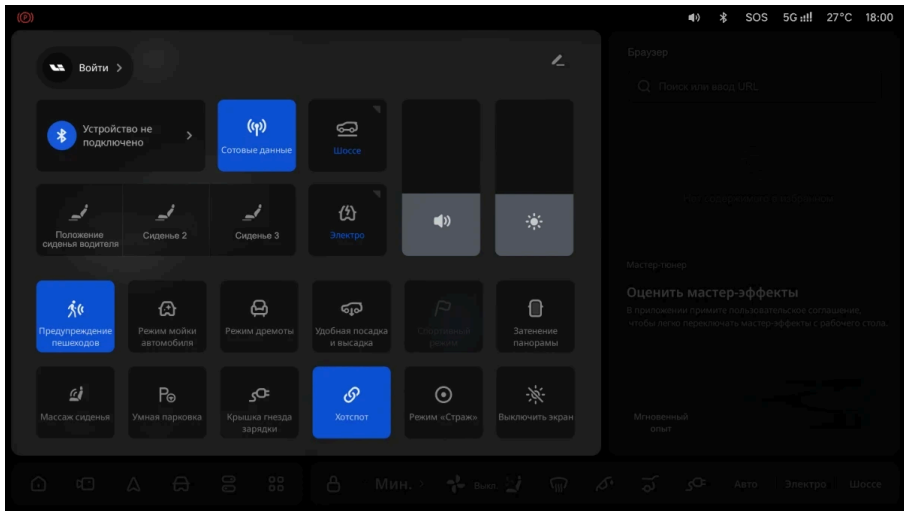 (P)
SOS 5G 27°C 18:00
Войти
Браузер
Поиск или ввод URL
Устройство не
подключено
Сотовые данные
Шоссе
Положение
сиденья водителя
Сиденье 2
Сиденье 3
Электро
Мастер-тюнер
Оценить мастер-эффекты
В приложении примите пользовательское соглашение,
чтобы легко переключать мастер-эффекты с рабочего стола.
Предупреждение
пешеходов
Режим мойки
автомобиля
Режим дремоты
Удобная посадка
и высадка
Спортивный
режим
Затенение
панорамы
Массаж сиденья
Умная парковка
Крышка гнезда
зарядки
Хотспот
Режим «Страж»
Выключить экран
Мгновенный
опыт
Мин.
Выкл.
Авто
Электро
Шоссе